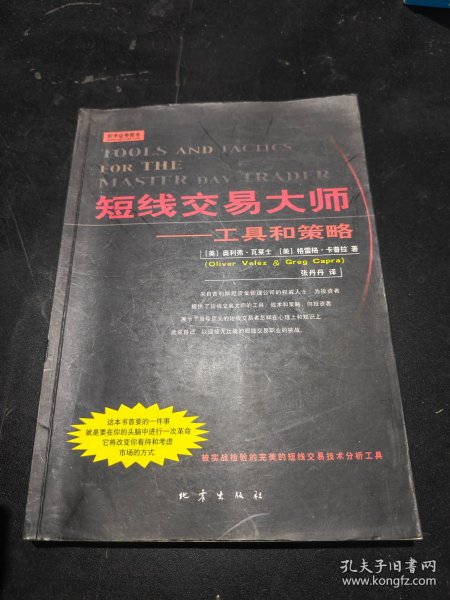 TOOLS AND TACTICS
FOR THE
MASTER DAY TRADER
短线交易大师
——工具和策略
[美] 奥利弗·瓦莱士 [美] 格雷格·卡普拉 著
(Oliver Velez & Greg Capra)
张丹丹 译
这本书首要的一件事
就是要在你的头脑中进行一次革命
它将改变你看待和考虑
市场的方式
被实战检验的完美的短线交易技术分析工具
地震出版社
孔夫子旧书网
www.kongfz.com